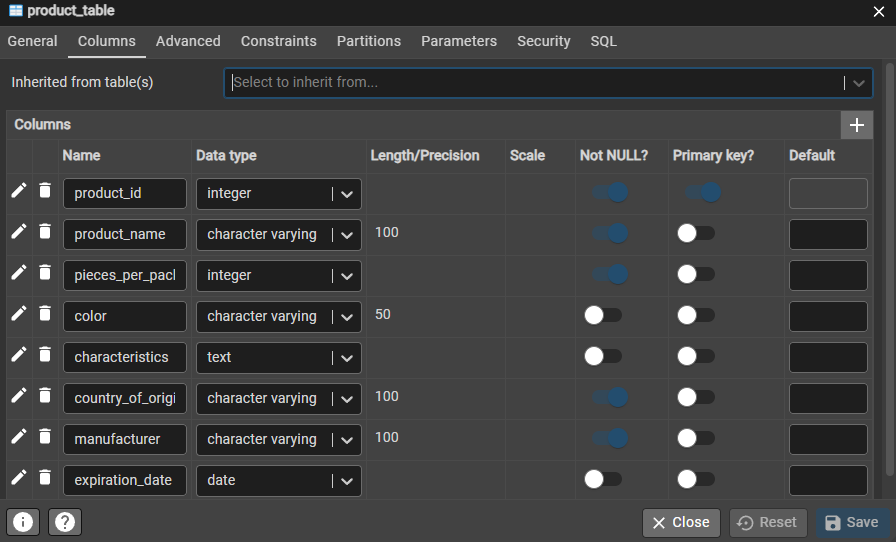 product_table
General Columns Advanced Constraints Partitions Parameters Security SQL
Inherited from table(s) Select to inherit from...
Columns
Name Data type Length/Precision Scale Not NULL? Primary key? Default
product_id integer
product_name character varying 100
pieces_per_pacl integer
color character varying 50
characteristics text
country_of_origi character varying 100
manufacturer character varying 100
expiration_date date
Close Reset Save